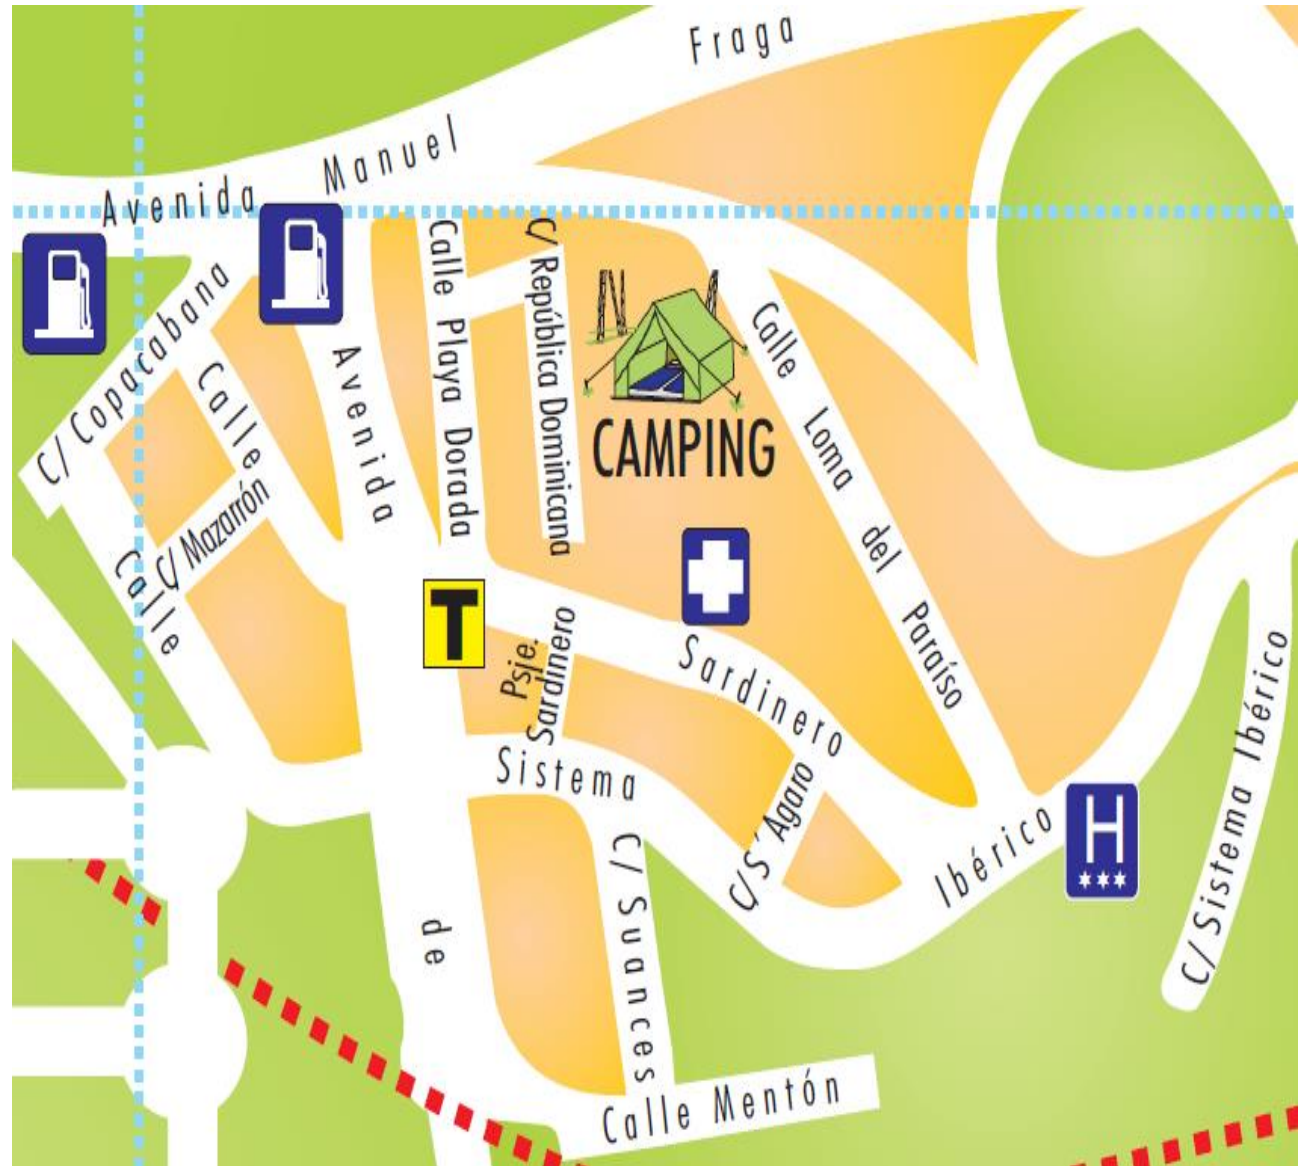 Avenida Manuel Fraga
C/ Copacabana
Calle
C/ Mazarrón
Calle
Avenida
de
Calle Playa Dorada
C/ República Dominicana
CAMPING
Calle Loma del Paraíso
T
Psje.
Sardinero
Sardinero
Sistema Ibérico
C/ S´Agaro
H
C/ Sistema Ibérico
C/ Suances
Calle Mentón